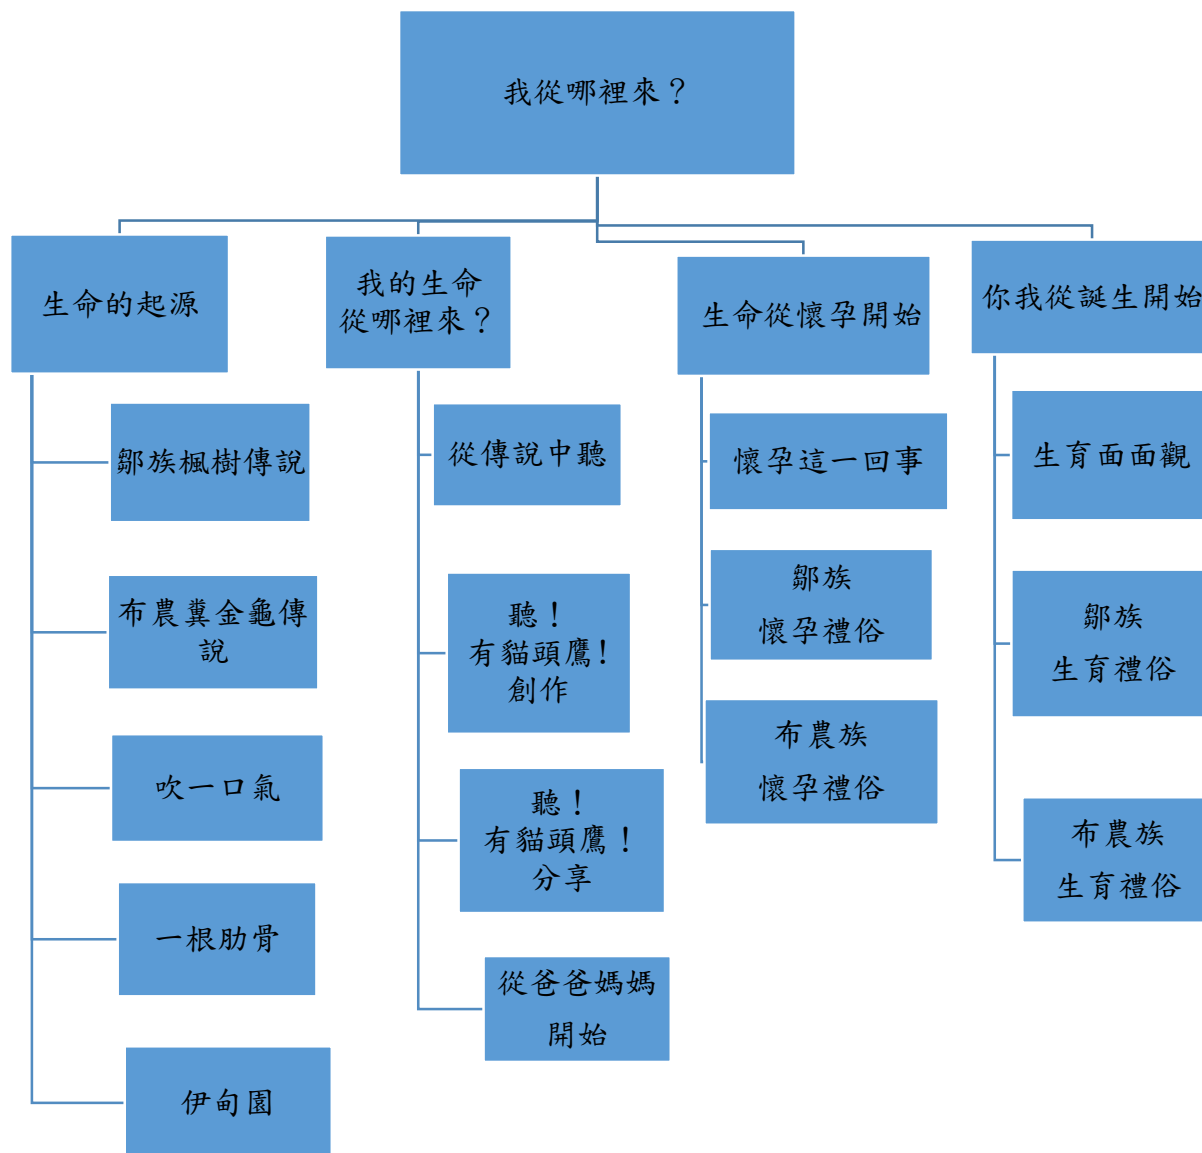 我從哪裡來？
生命的起源
鄒族楓樹傳說
布農糞金龜傳
說
吹一口氣
一根肋骨
伊甸園
我的生命
從哪裡來？
從傳說中聽
聽！
有貓頭鷹！
創作
聽！
有貓頭鷹！
分享
從爸爸媽媽
開始
生命從懷孕開始
懷孕這一回事
鄒族
懷孕禮俗
布農族
懷孕禮俗
你我從誕生開始
生育面面觀
鄒族
生育禮俗
布農族
生育禮俗